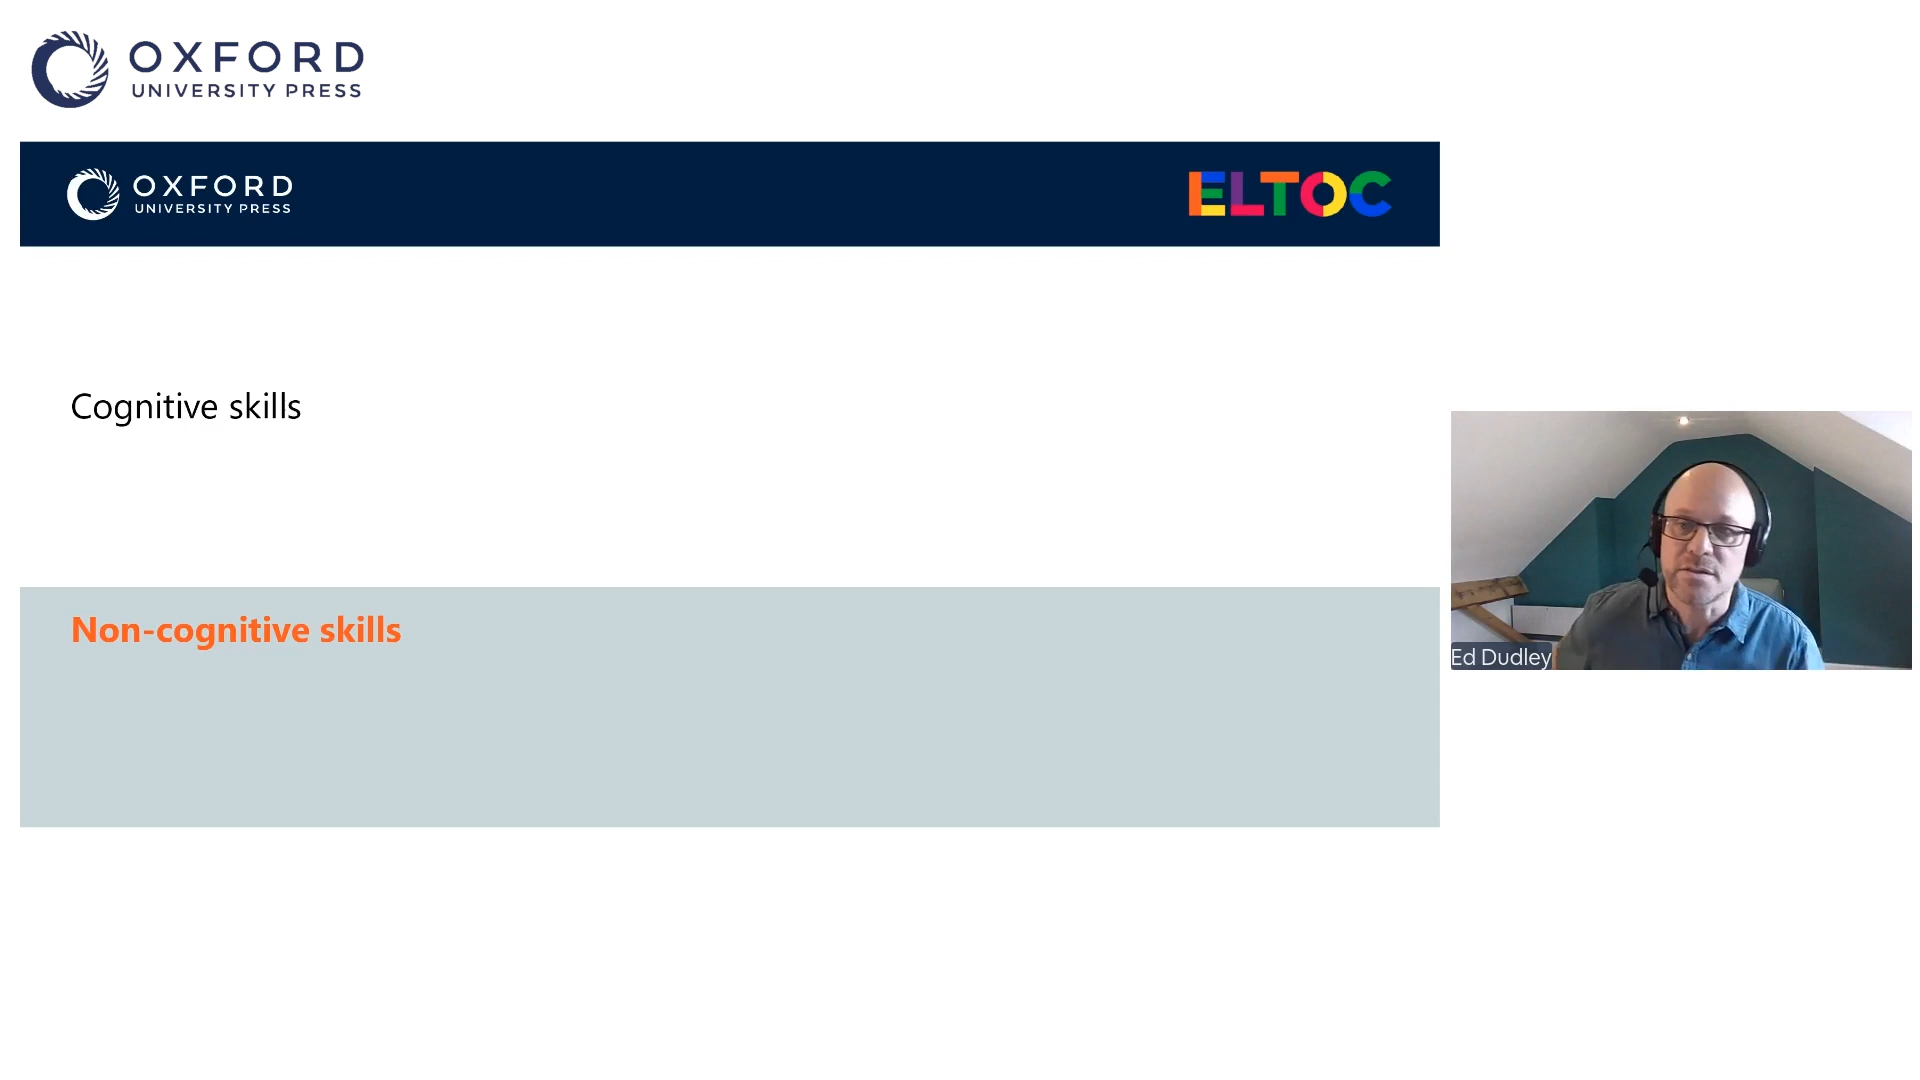 OXFORD
UNIVERSITY PRESS
OXFORD
UNIVERSITY PRESS
ELTOC
Cognitive skills
Non-cognitive skills
Ed Dudley